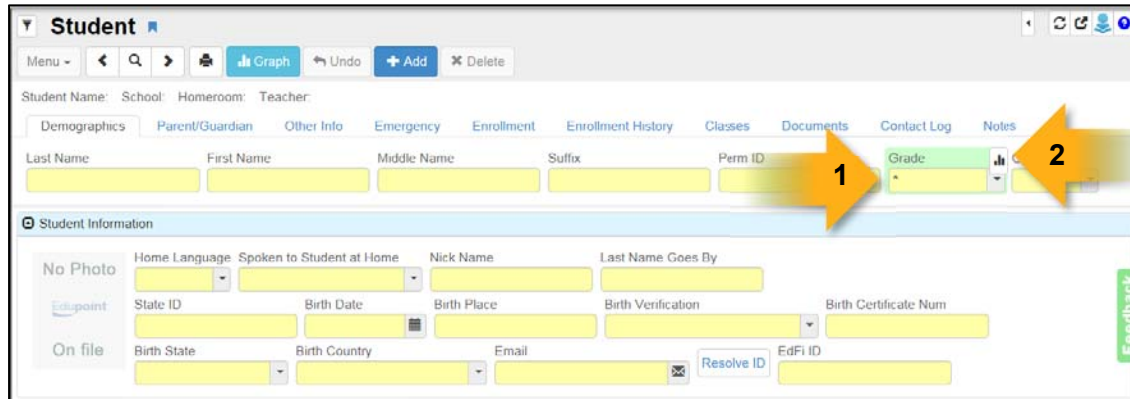 Student
Menu Graph Undo Add Delete
Student Name: School: Homeroom: Teacher:
Demographics Parent/Guardian Other Info Emergency Enrollment Enrollment History Classes Documents Contact Log Notes
Last Name First Name Middle Name Suffix Perm ID Grade
1 2
*
Student Information
No Photo
Edupoint
On file
Home Language Spoken to Student at Home Nick Name Last Name Goes By
State ID Birth Date Birth Place Birth Verification Birth Certificate Num
Birth State Birth Country Email Resolve ID EdFi ID
Feedback